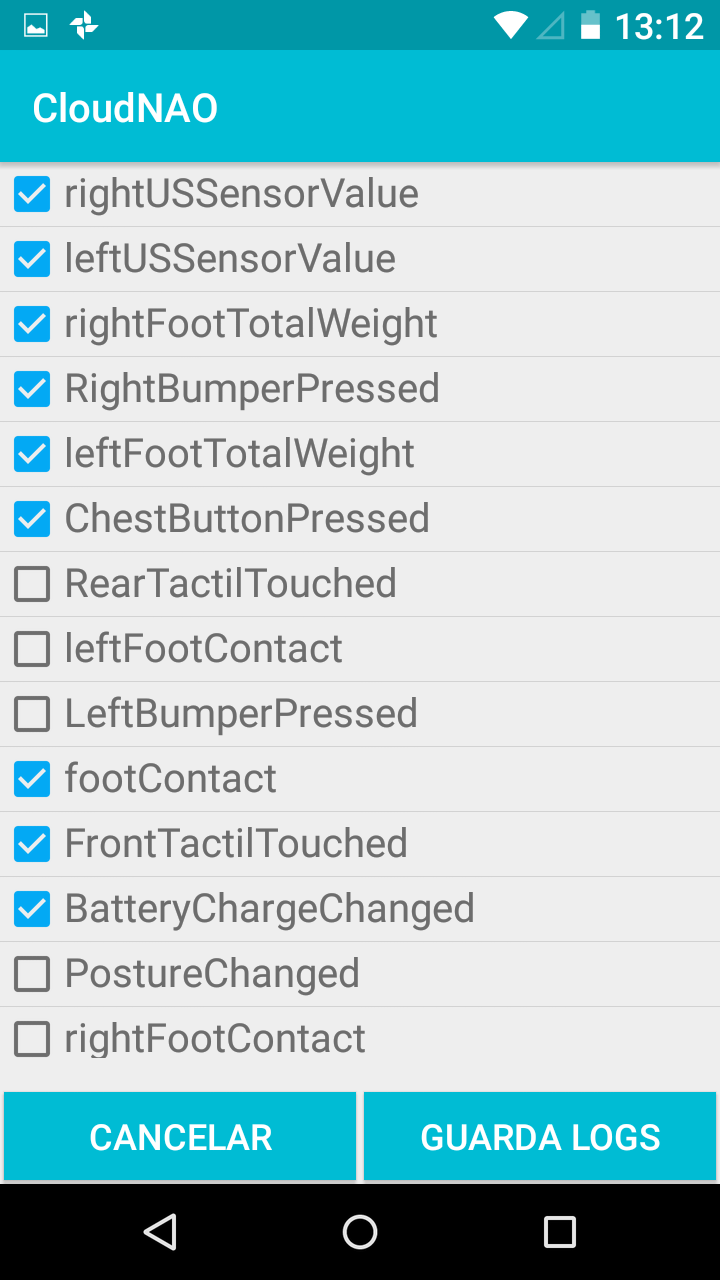 13:12
CloudNAO
rightUSSensorValue
leftUSSensorValue
rightFootTotalWeight
RightBumperPressed
leftFootTotalWeight
ChestButtonPressed
RearTactilTouched
leftFootContact
LeftBumperPressed
footContact
FrontTactilTouched
BatteryChargeChanged
PostureChanged
rightFootContact
CANCELAR
GUARDA LOGS